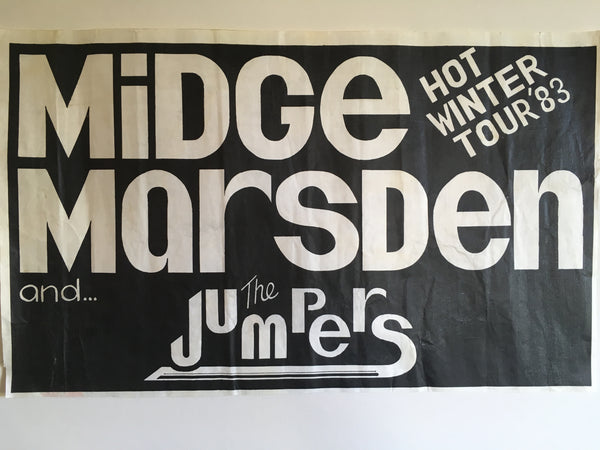 MiDGe
HOT
WINTER
TOUR '83
MarsDen
and...
The
Jumpers